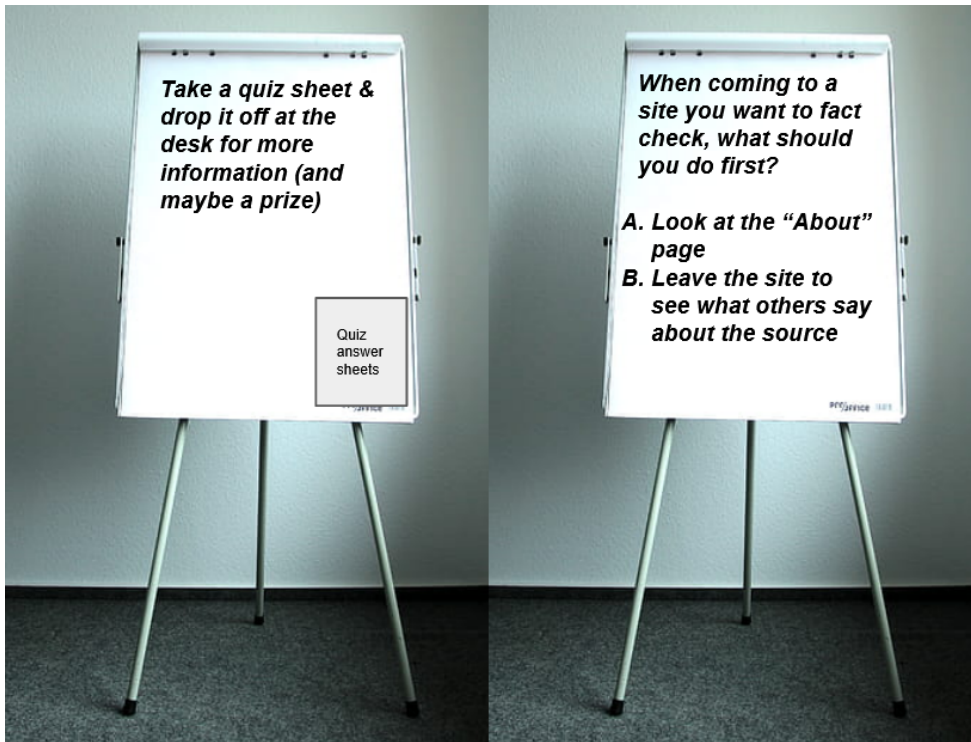 Take a quiz sheet &
drop it off at the
desk for more
information (and
maybe a prize)
Quiz
answer
sheets
When coming to a
site you want to fact
check, what should
you do first?
A. Look at the “About”
page
B. Leave the site to
see what others say
about the source